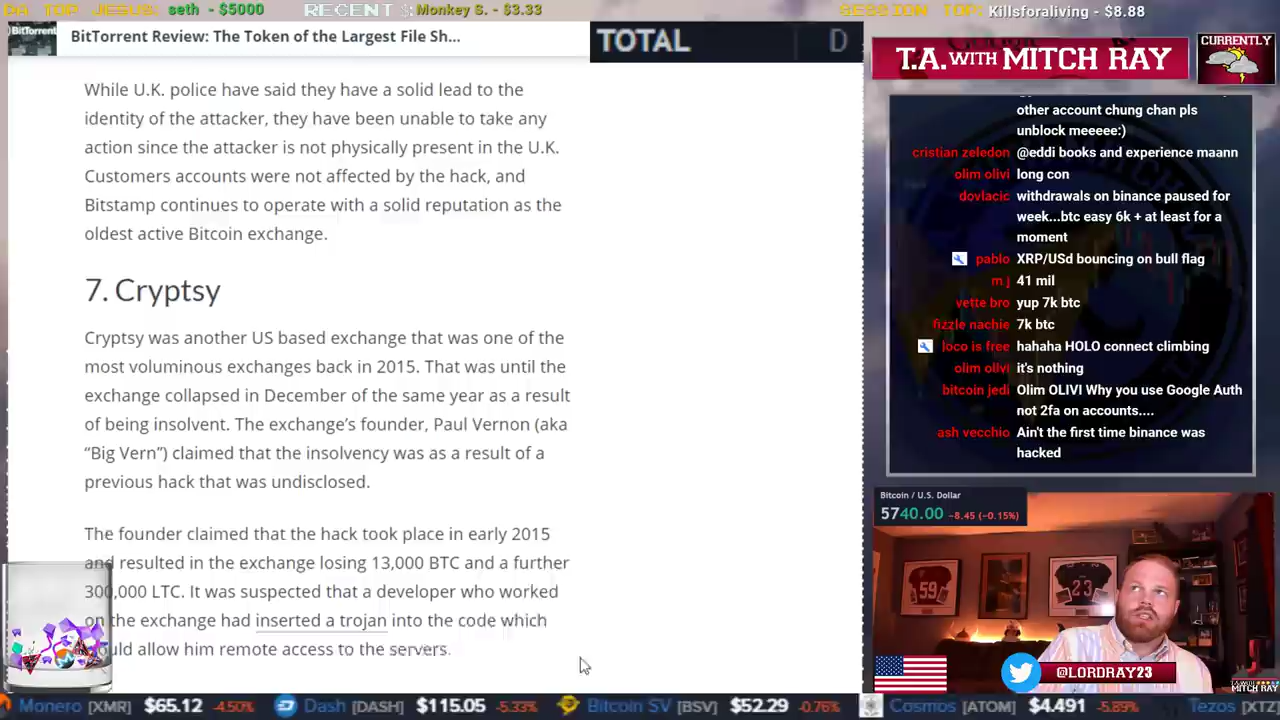 DA TOP JESUS: seth - $5000
RECENT $ Monkey S. - $3.33
SESSION TOP: Killsforaliving - $8.88
BitTorrent
BitTorrent Review: The Token of the Largest File Sh...
TOTAL D
T.A. WITH MITCH RAY
CURRENTLY
While U.K. police have said they have a solid lead to the
identity of the attacker, they have been unable to take any
action since the attacker is not physically present in the U.K.
Customers accounts were not affected by the hack, and
Bitstamp continues to operate with a solid reputation as the
oldest active Bitcoin exchange.
7. Cryptsy
Cryptsy was another US based exchange that was one of the
most voluminous exchanges back in 2015. That was until the
exchange collapsed in December of the same year as a result
of being insolvent. The exchange's founder, Paul Vernon (aka
“Big Vern”) claimed that the insolvency was as a result of a
previous hack that was undisclosed.
The founder claimed that the hack took place in early 2015
and resulted in the exchange losing 13,000 BTC and a further
300,000 LTC. It was suspected that a developer who worked
on the exchange had inserted a trojan into the code which
would allow him remote access to the servers.
other account chung chan pls
unblock meeeee:)
cristian zeledon @eddi books and experience maann
olim olivi long con
dovlacic withdrawals on binance paused for
week...btc easy 6k + at least for a
moment
pablo XRP/USd bouncing on bull flag
m j 41 mil
vette bro yup 7k btc
fizzle nachie 7k btc
loco is free hahaha HOLO connect climbing
olim olivi it's nothing
bitcoin jedi Olim OLIVI Why you use Google Auth
not 2fa on accounts....
ash vecchio Ain't the first time binance was
hacked
Bitcoin / U.S. Dollar
5740.00 −8.45 (−0.15%)
59
23
@LORDRAY23
T.A. WITH
MITCH RAY
Monero [XMR] -4.50% Dash [DASH] $115.05 -5.33% Bitcoin SV [BSV] $52.29 -0.76% Cosmos [ATOM] $4.491 -5.89% Tezos [XTZ]